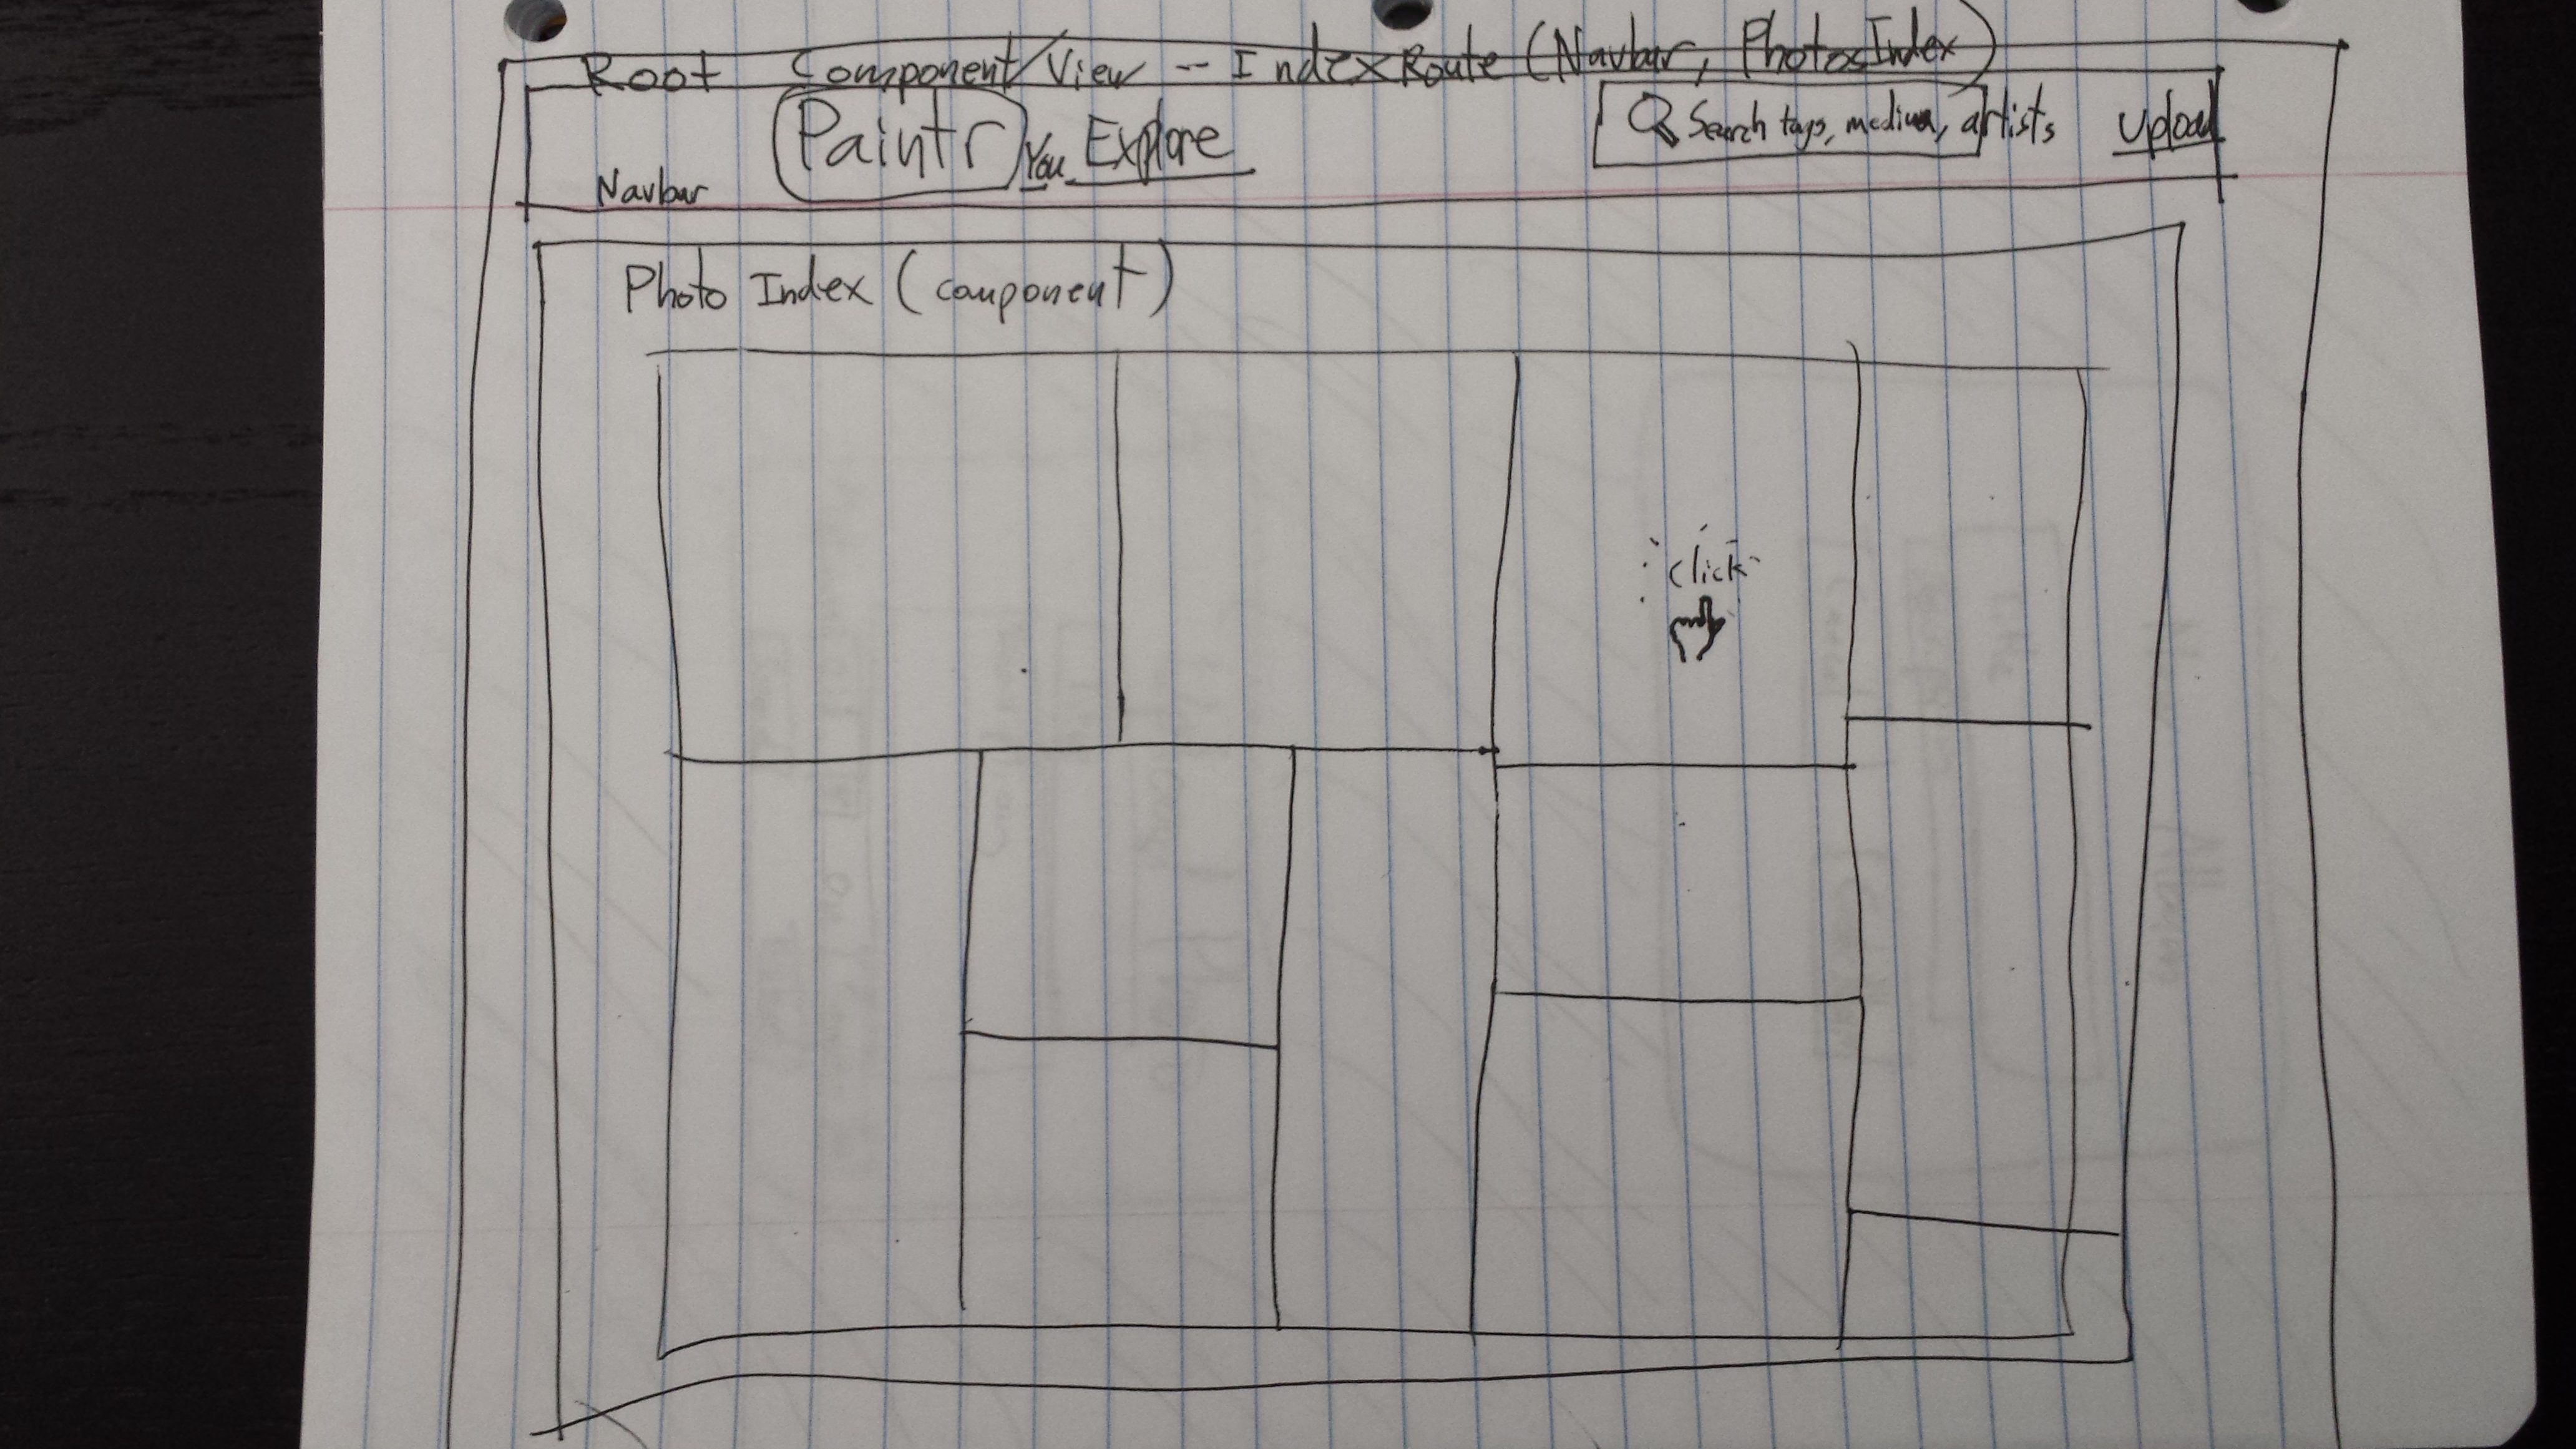 Root Component/View -- IndexRoute (Navbar, PhotosIndex)
Paintr You Explore Search tags, medium, artists Upload
Navbar
Photo Index (component)
click